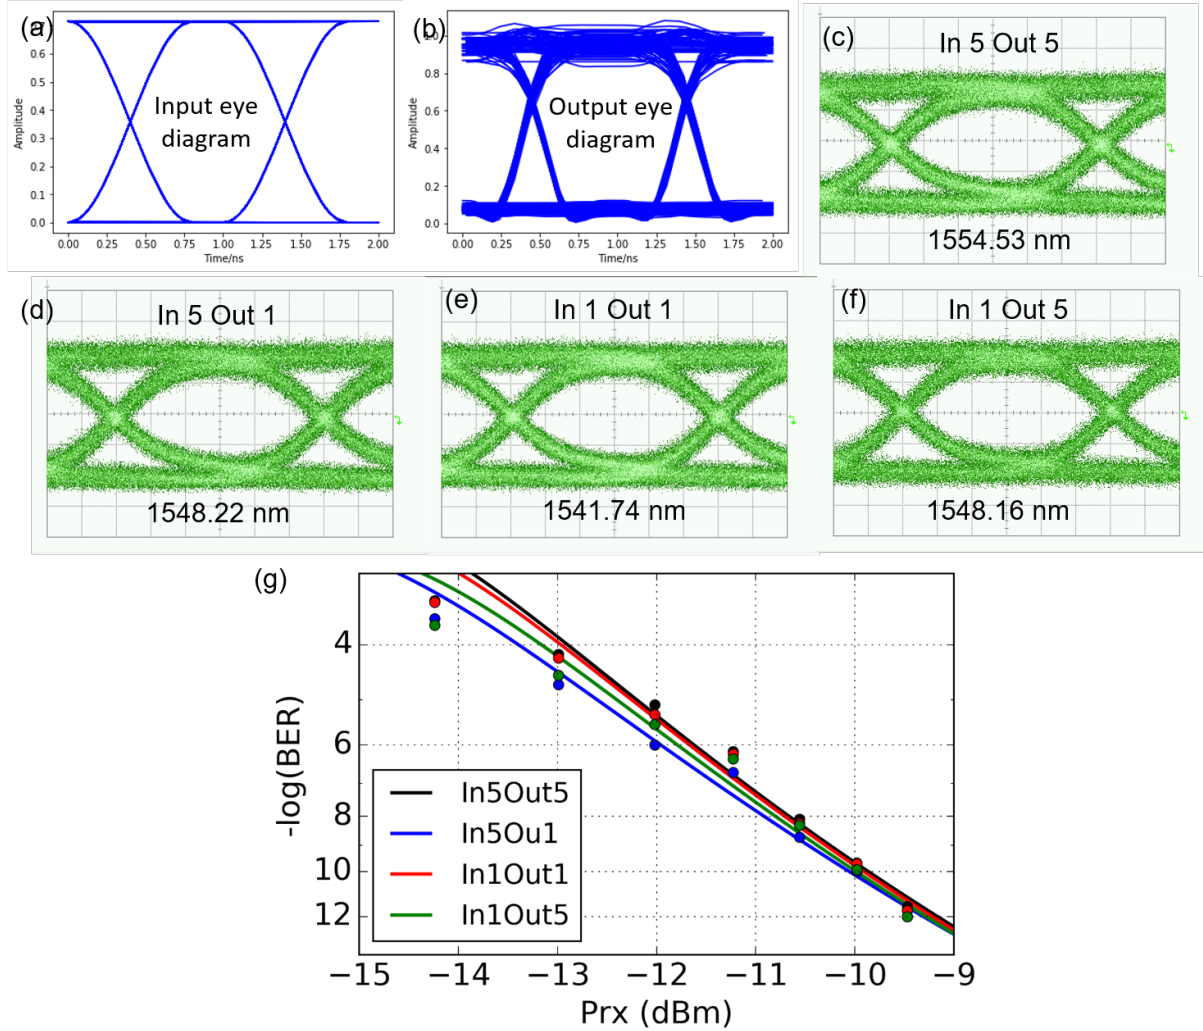 (a)
0.6
0.5
0.4
0.3
0.2
0.1
0.0
Amplitude
Input eye
diagram
0.00 0.25 0.50 0.75 1.00 1.25 1.50 1.75 2.00
Time/ns
(b)
1.0
0.8
0.6
0.4
0.2
0.0
Amplitude
Output eye
diagram
0.00 0.25 0.50 0.75 1.00 1.25 1.50 1.75 2.00
Time/ns
(c)
In 5 Out 5
1554.53 nm
(d)
In 5 Out 1
1548.22 nm
(e)
In 1 Out 1
1541.74 nm
(f)
In 1 Out 5
1548.16 nm
(g)
4
6
8
10
12
-log(BER)
In5Out5
In5Ou1
In1Out1
In1Out5
−15 −14 −13 −12 −11 −10 −9
Prx (dBm)